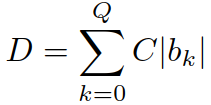 D = \sum_{k=0}^{Q} C|b_k|